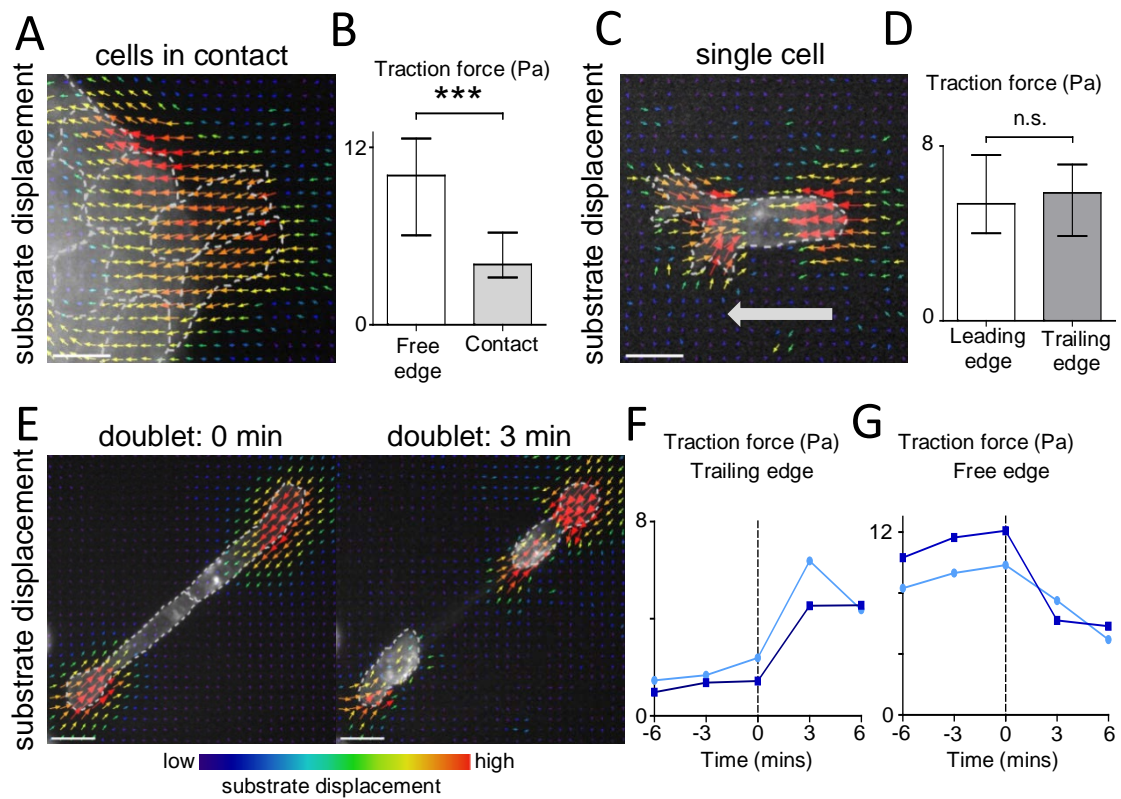 A
cells in contact
substrate displacement
B
Traction force (Pa)
***
12
0
Free
edge
Contact
C
single cell
substrate displacement
D
Traction force (Pa)
n.s.
8
0
Leading
edge
Trailing
edge
E
doublet: 0 min
doublet: 3 min
substrate displacement
low
high
substrate displacement
F
Traction force (Pa)
Trailing edge
8
0
-6 -3 0 3 6
Time (mins)
G
Traction force (Pa)
Free edge
12
0
-6 -3 0 3 6
Time (mins)